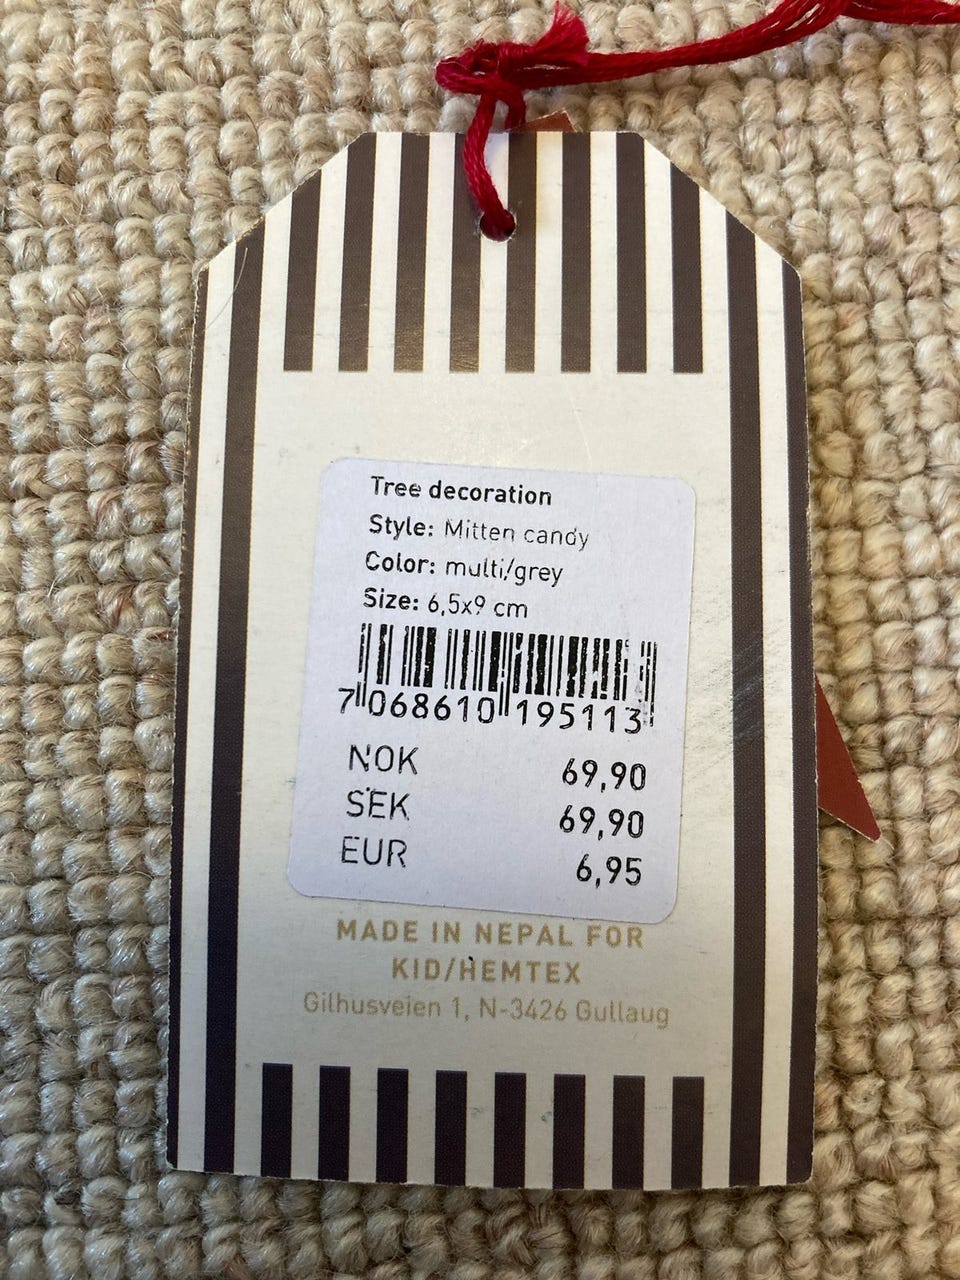 Tree decoration
Style: Mitten candy
Color: multi/grey
Size: 6,5x9 cm
7 068610 195113
NOK 69,90
SEK 69,90
EUR 6,95
MADE IN NEPAL FOR
KID/HEMTEX
Gilhusveien 1, N-3426 Gullaug